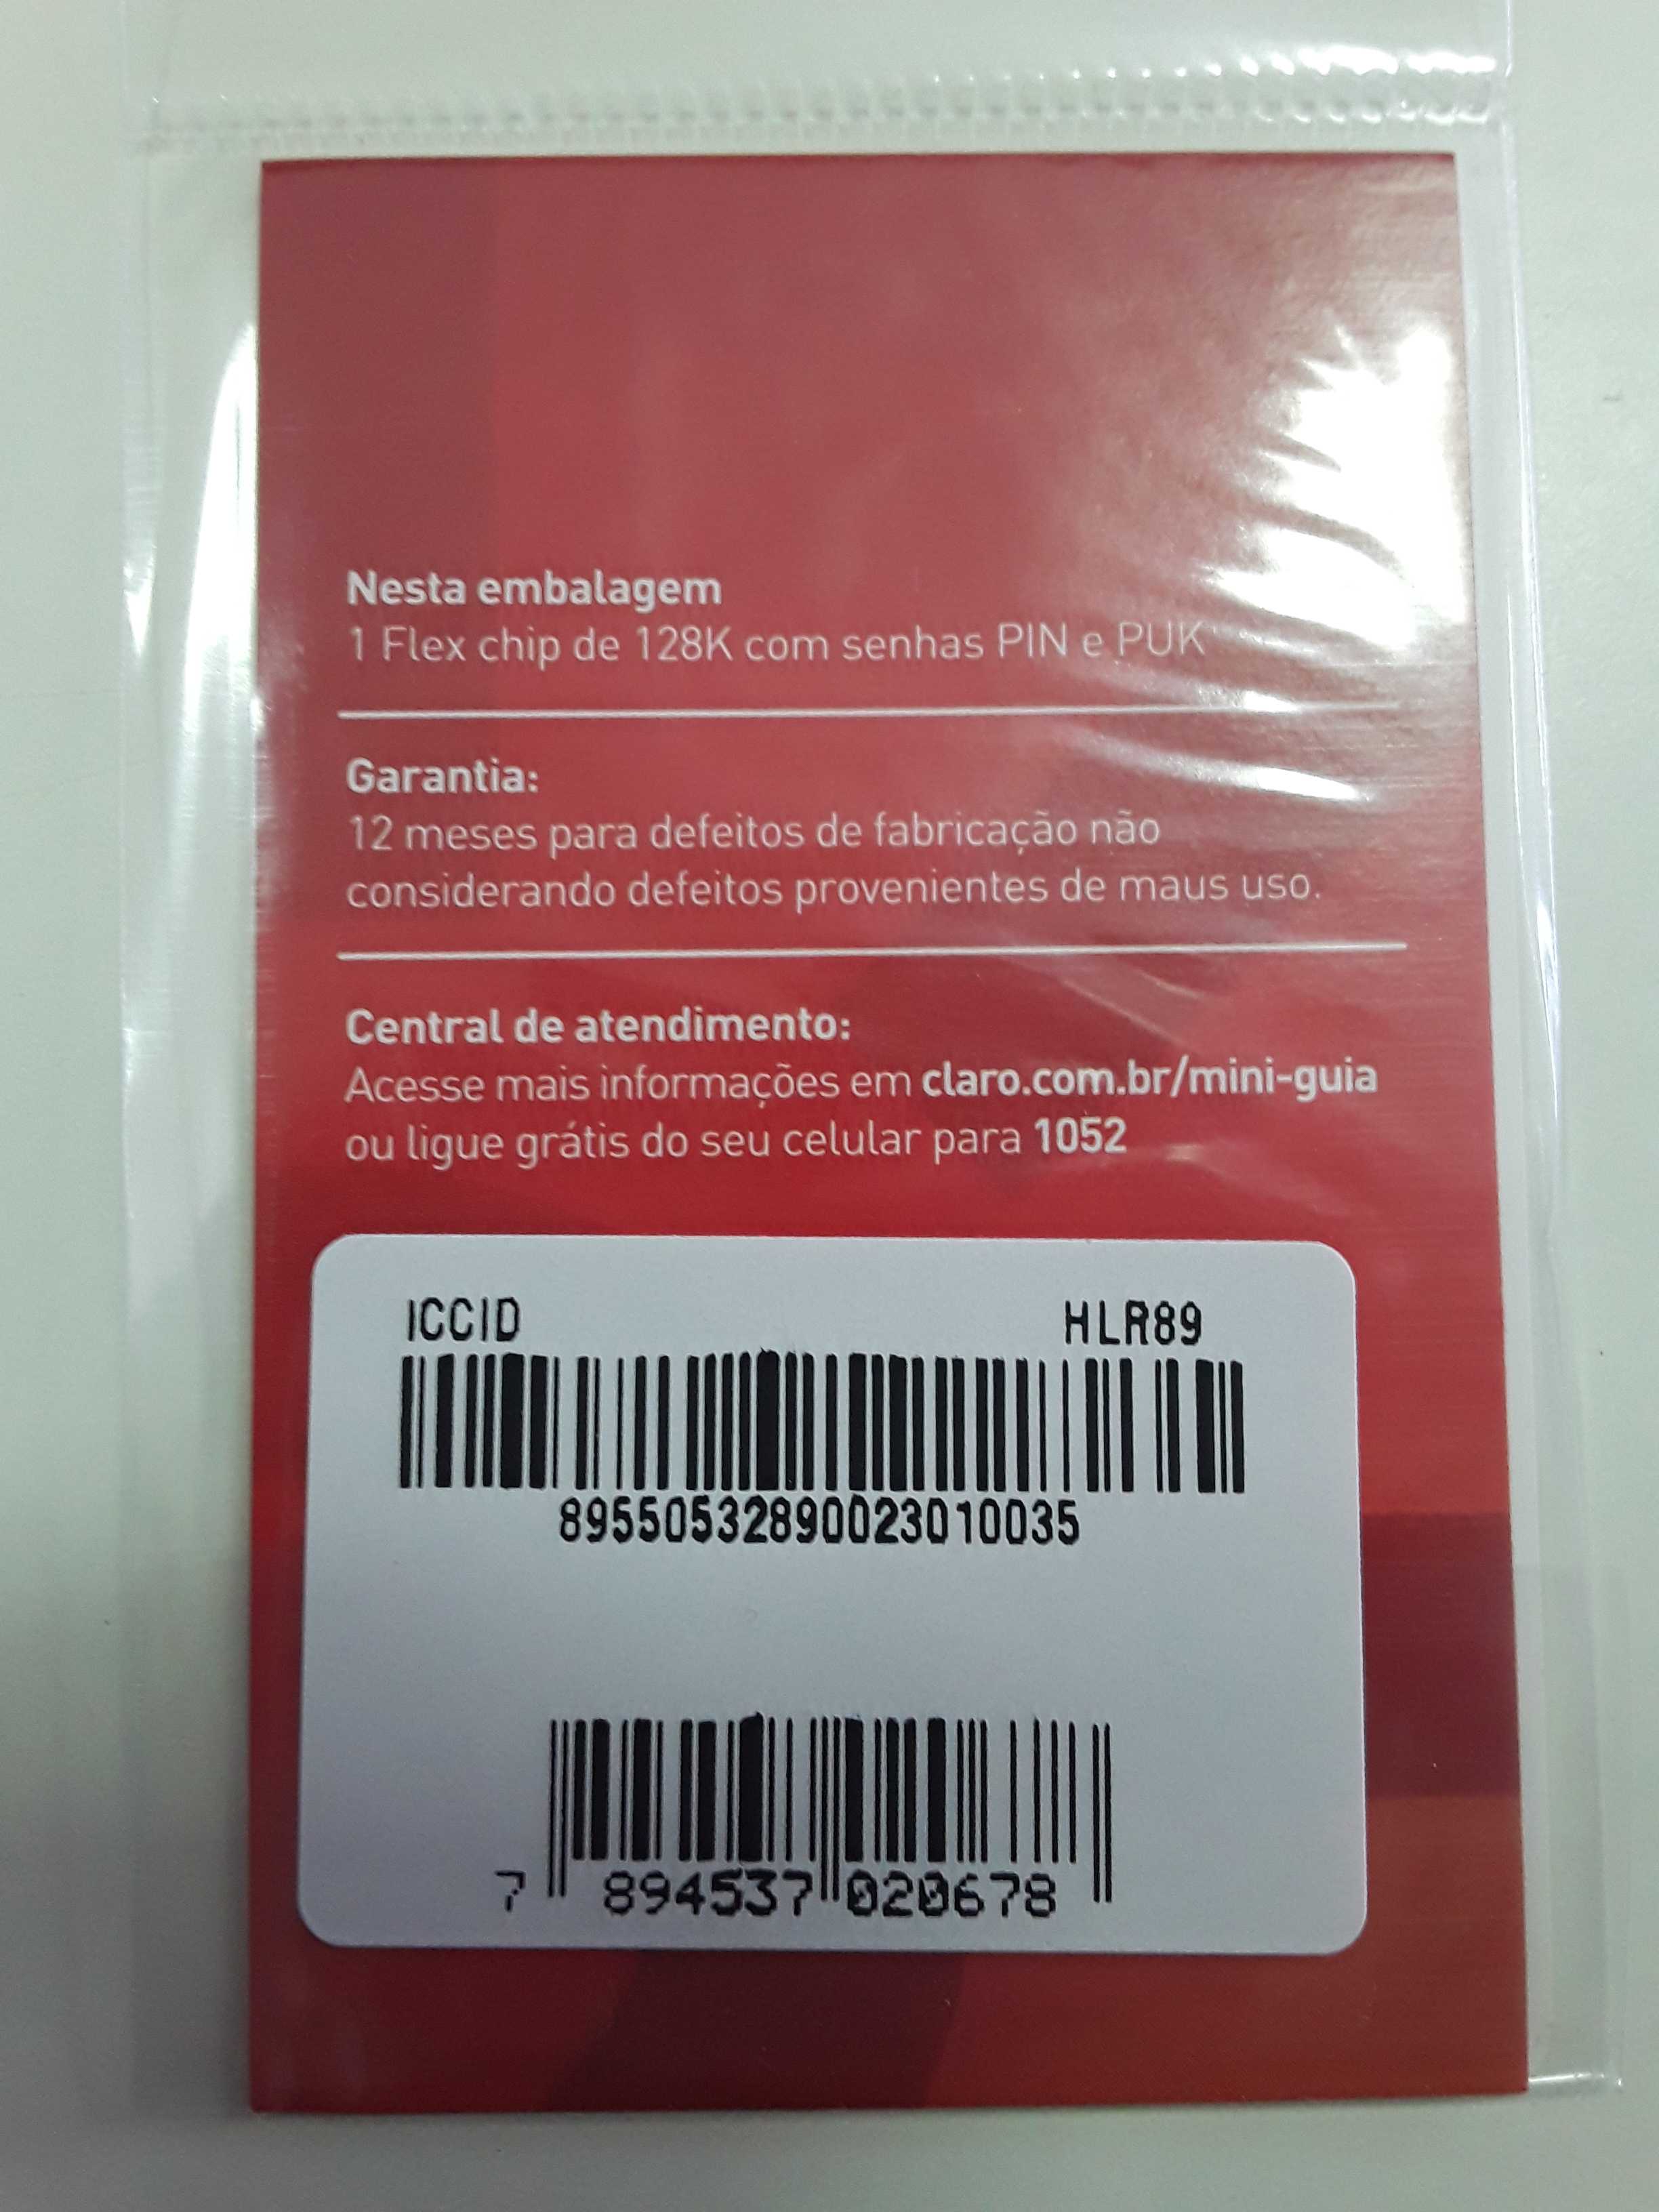 Nesta embalagem
1 Flex chip de 128K com senhas PIN e PUK
Garantia:
12 meses para defeitos de fabricação não
considerando defeitos provenientes de maus uso.
Central de atendimento:
Acesse mais informações em claro.com.br/mini-guia
ou ligue grátis do seu celular para 1052
ICCID HLR89
89550532890023010035
7 894537 020678